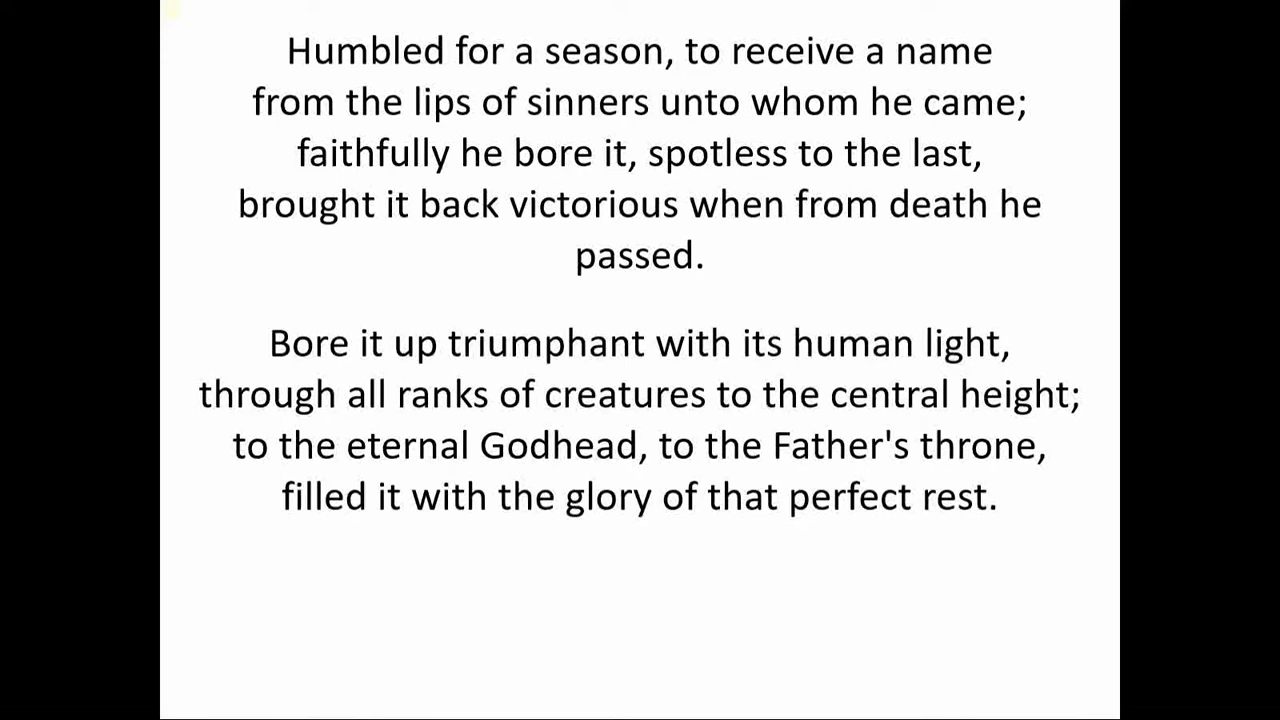 Humbled for a season, to receive a name
from the lips of sinners unto whom he came;
faithfully he bore it, spotless to the last,
brought it back victorious when from death he
passed.
Bore it up triumphant with its human light,
through all ranks of creatures to the central height;
to the eternal Godhead, to the Father's throne,
filled it with the glory of that perfect rest.